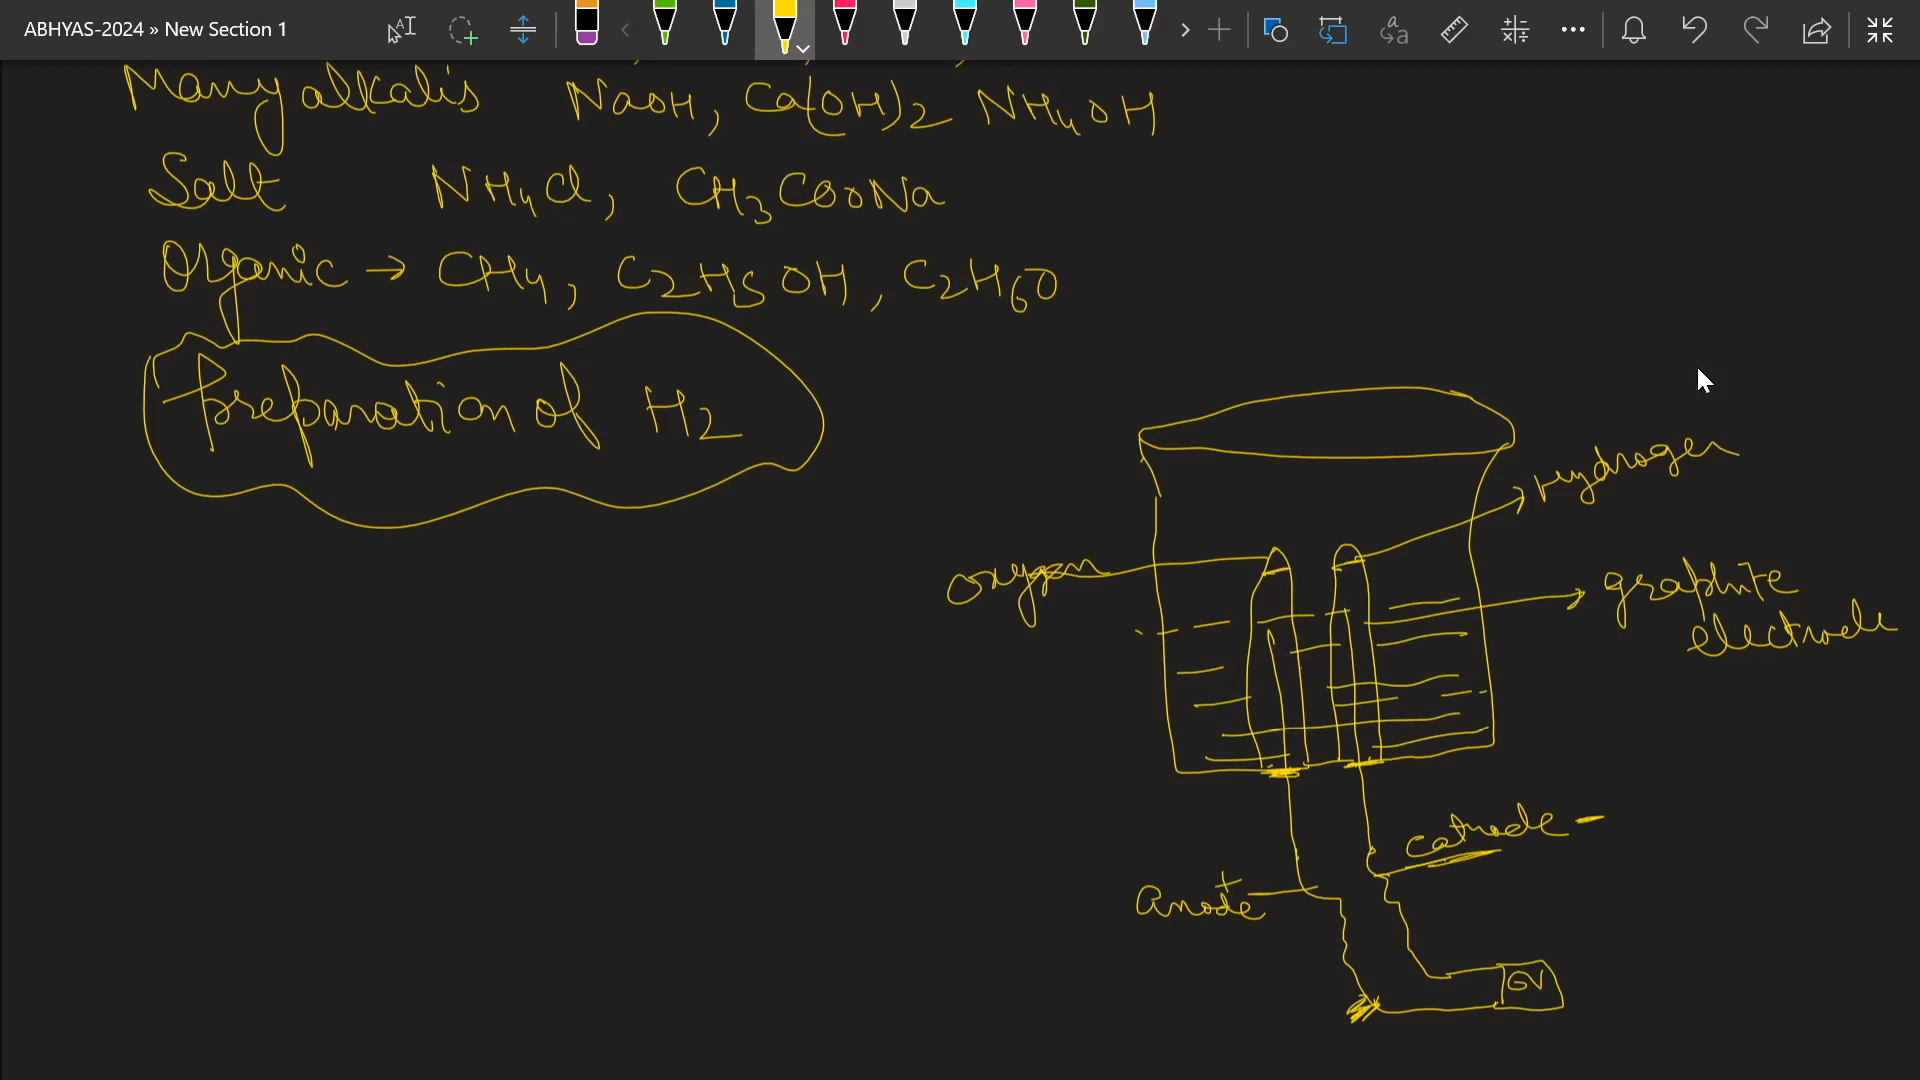 ABHYAS-2024 » New Section 1
Many alkalis NaOH, Ca(OH)2 NH4OH
Salt NH4Cl, CH3COONa
Organic → CH4, C2H5OH, C2H6O
Preparation of H2
Hydrogen
oxygen
graphite
electrode
cathode -
+
Anode
6V